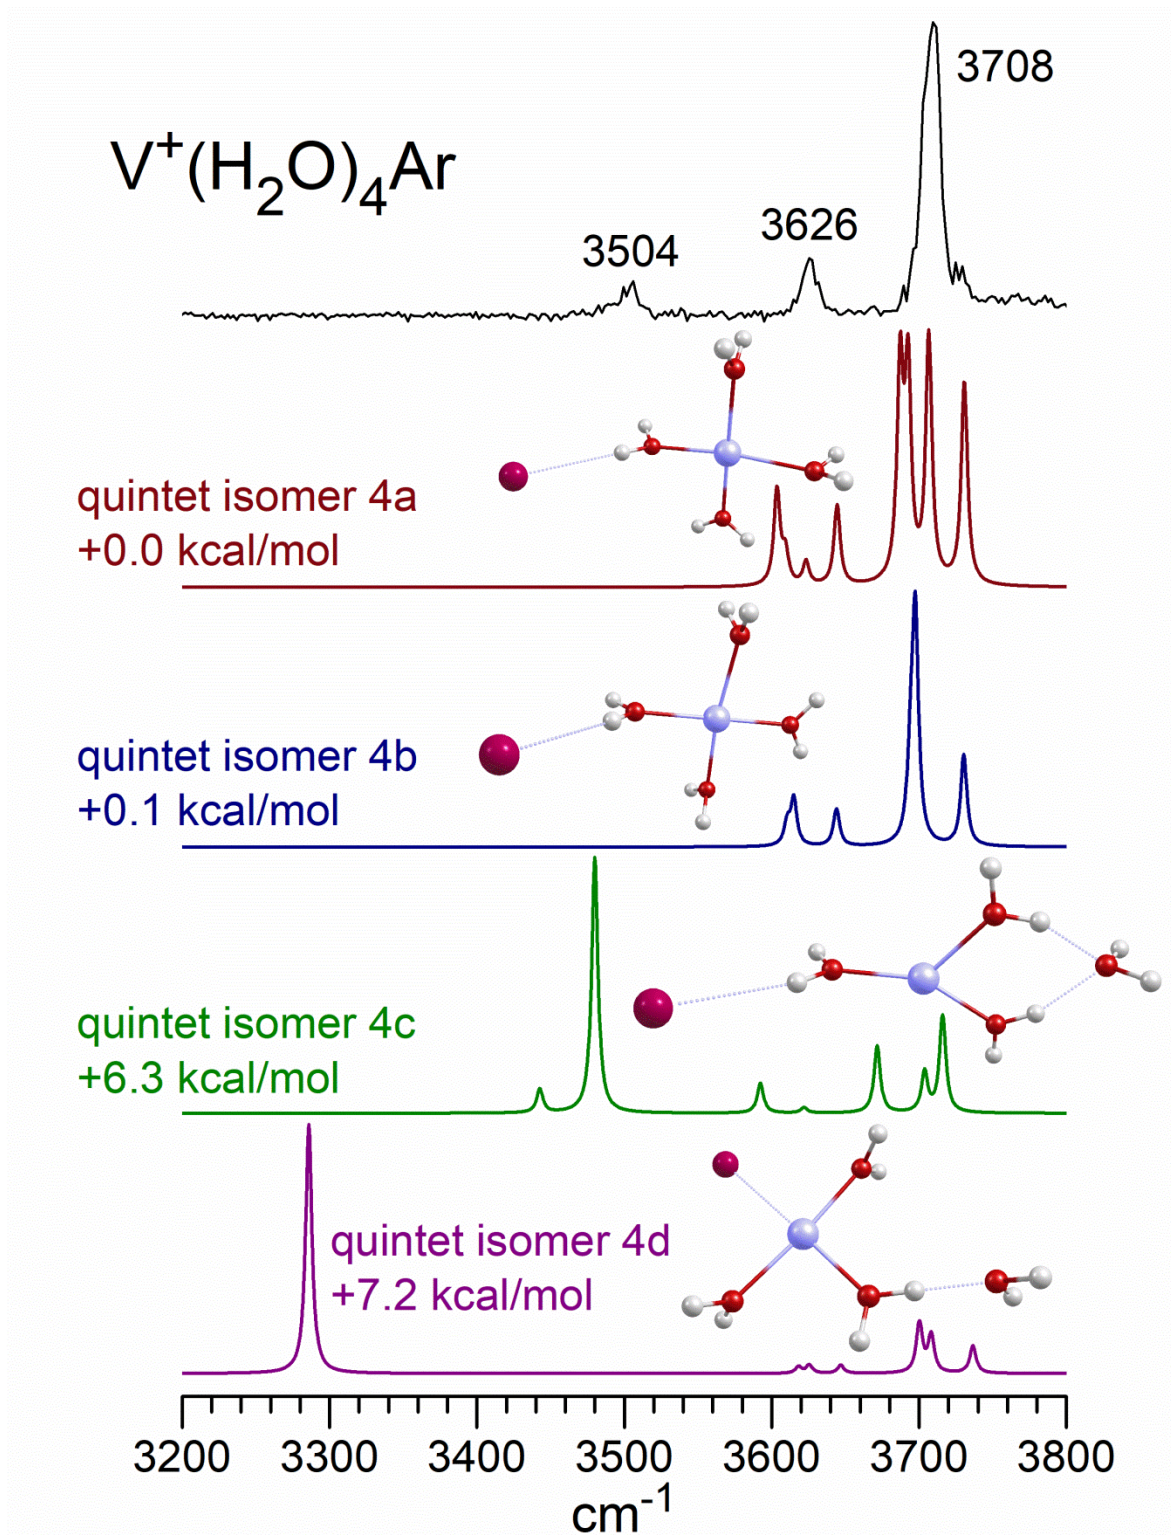 3708
V⁺(H₂O)₄Ar
3504
3626
quintet isomer 4a
+0.0 kcal/mol
quintet isomer 4b
+0.1 kcal/mol
quintet isomer 4c
+6.3 kcal/mol
quintet isomer 4d
+7.2 kcal/mol
3200 3300 3400 3500 3600 3700 3800
cm⁻¹